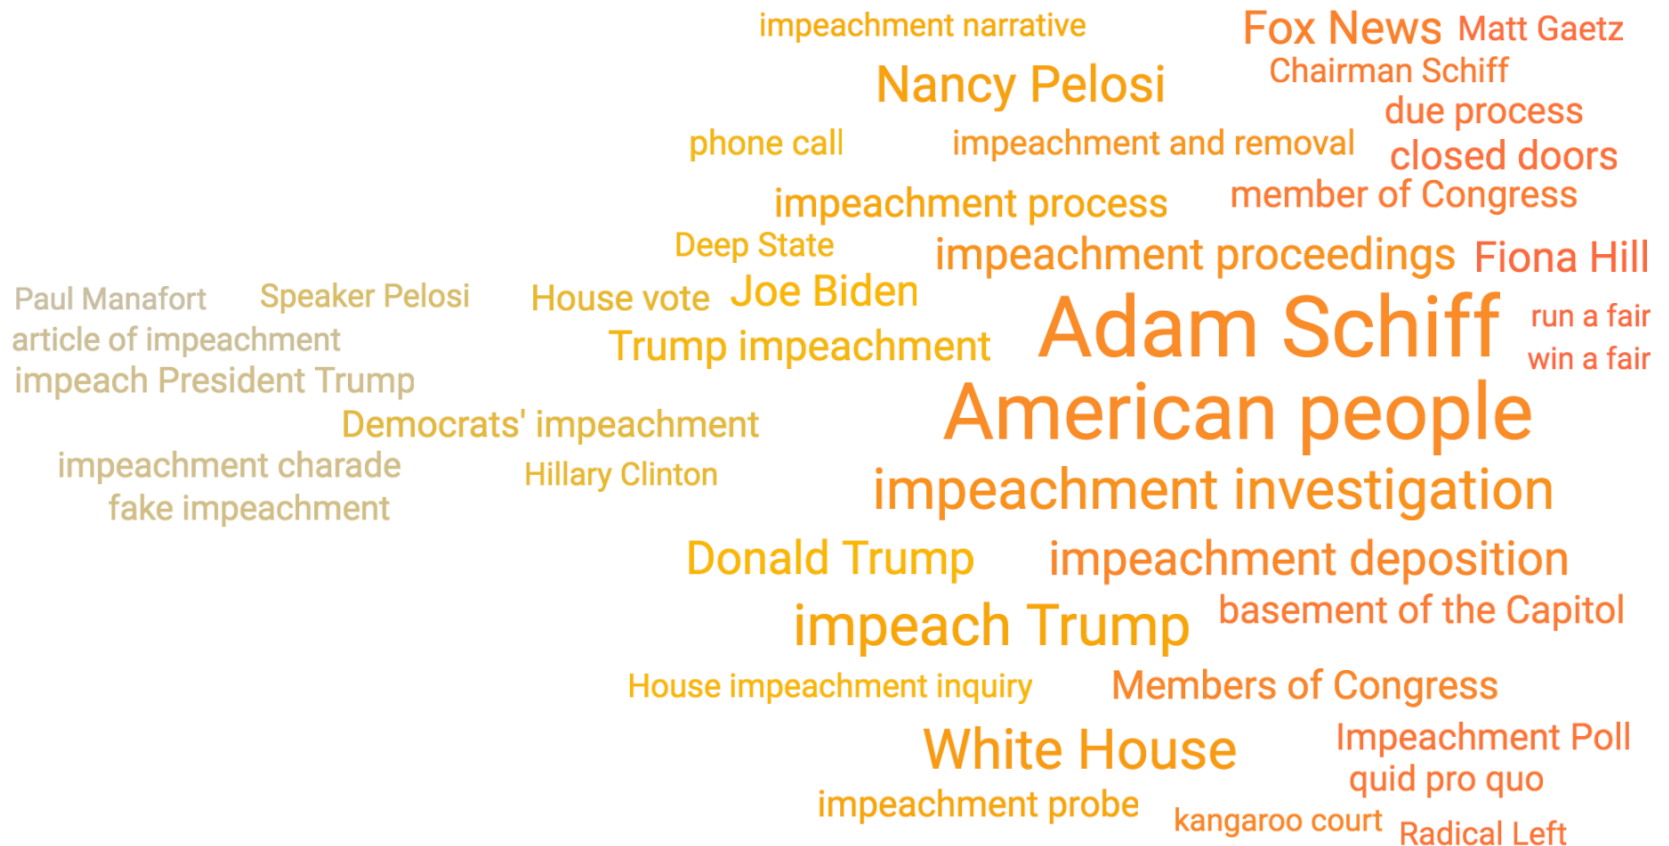 impeachment narrative
Fox News
Matt Gaetz
Nancy Pelosi
Chairman Schiff
due process
phone call
impeachment and removal
closed doors
impeachment process
member of Congress
Deep State
impeachment proceedings
Fiona Hill
Paul Manafort
Speaker Pelosi
House vote
Joe Biden
Adam Schiff
run a fair
article of impeachment
Trump impeachment
win a fair
impeach President Trump
American people
Democrats' impeachment
impeachment charade
Hillary Clinton
impeachment investigation
fake impeachment
Donald Trump
impeachment deposition
impeach Trump
basement of the Capitol
House impeachment inquiry
Members of Congress
White House
Impeachment Poll
quid pro quo
impeachment probe
kangaroo court
Radical Left